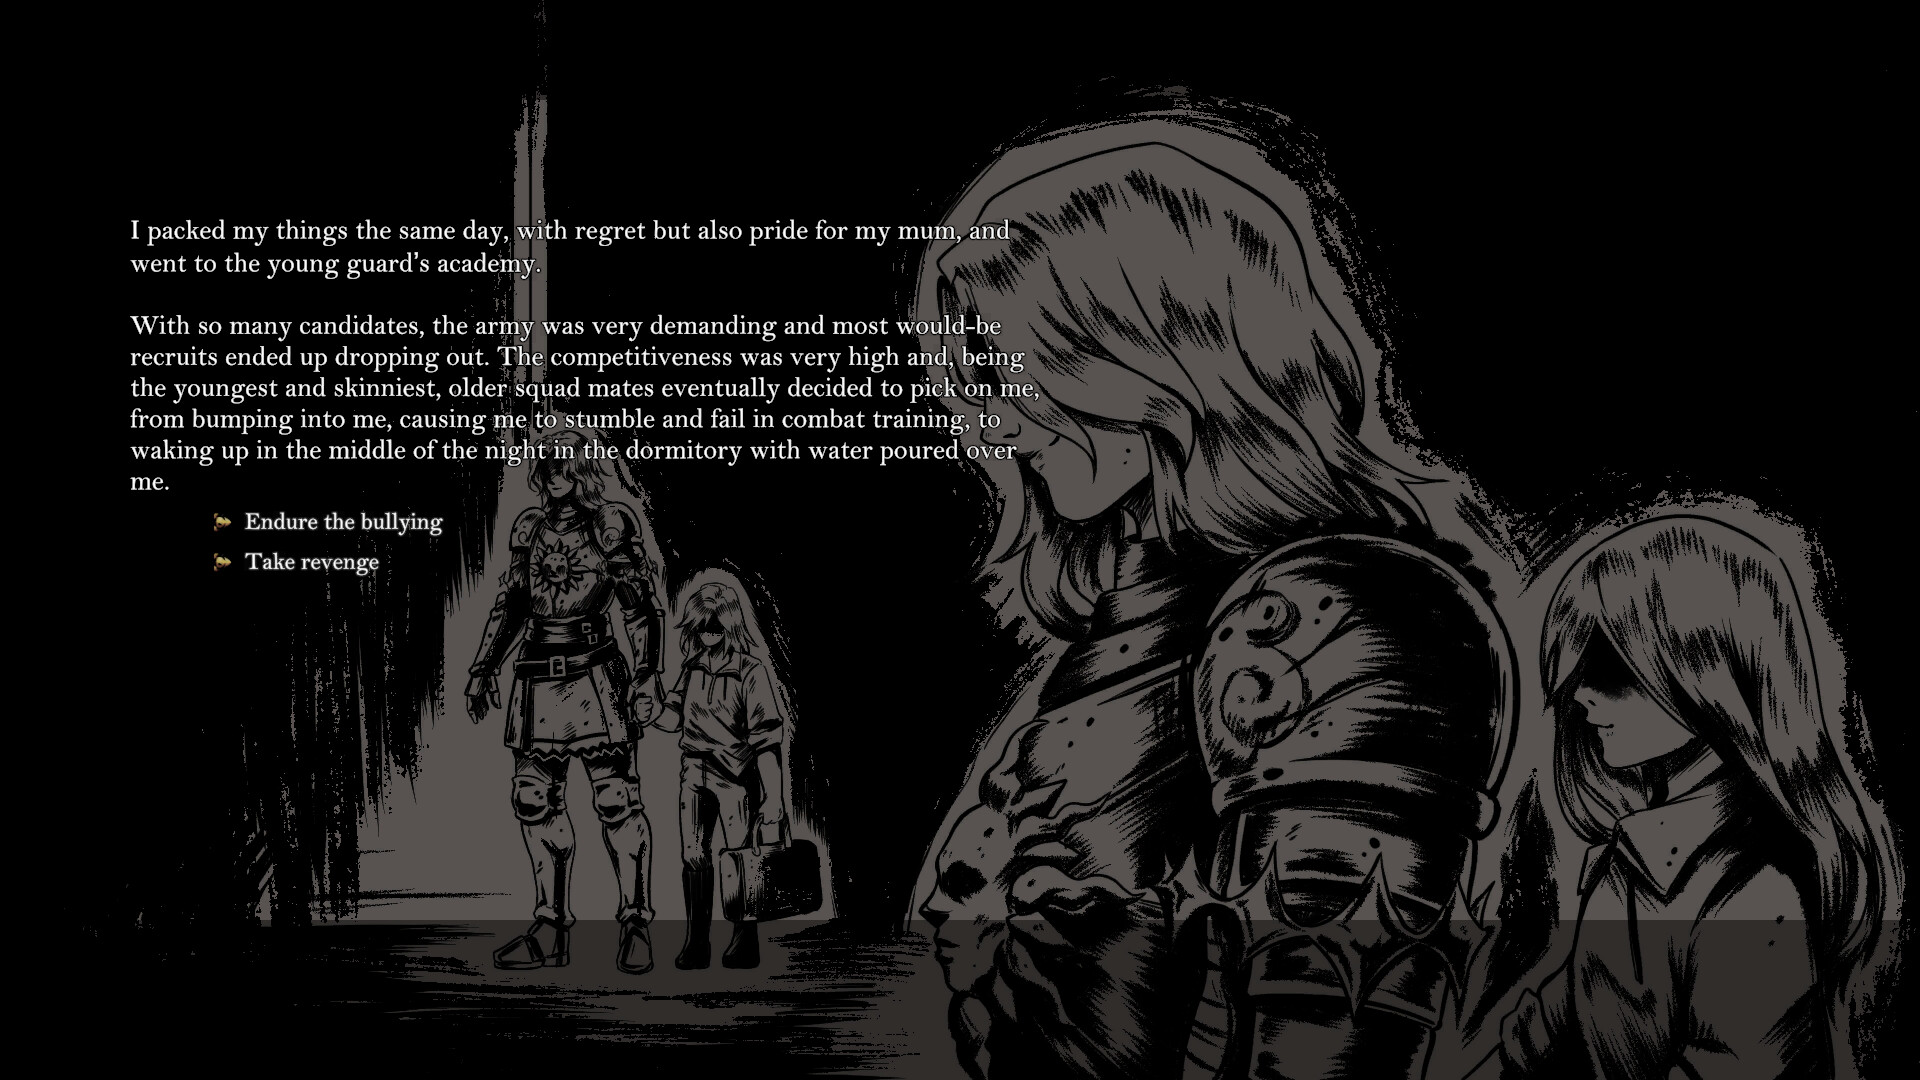 I packed my things the same day, with regret but also pride for my mum, and
went to the young guard's academy.
With so many candidates, the army was very demanding and most would-be
recruits ended up dropping out. The competitiveness was very high and, being
the youngest and skinniest, older squad mates eventually decided to pick on me,
from bumping into me, causing me to stumble and fail in combat training, to
waking up in the middle of the night in the dormitory with water poured over
me.
Endure the bullying
Take revenge